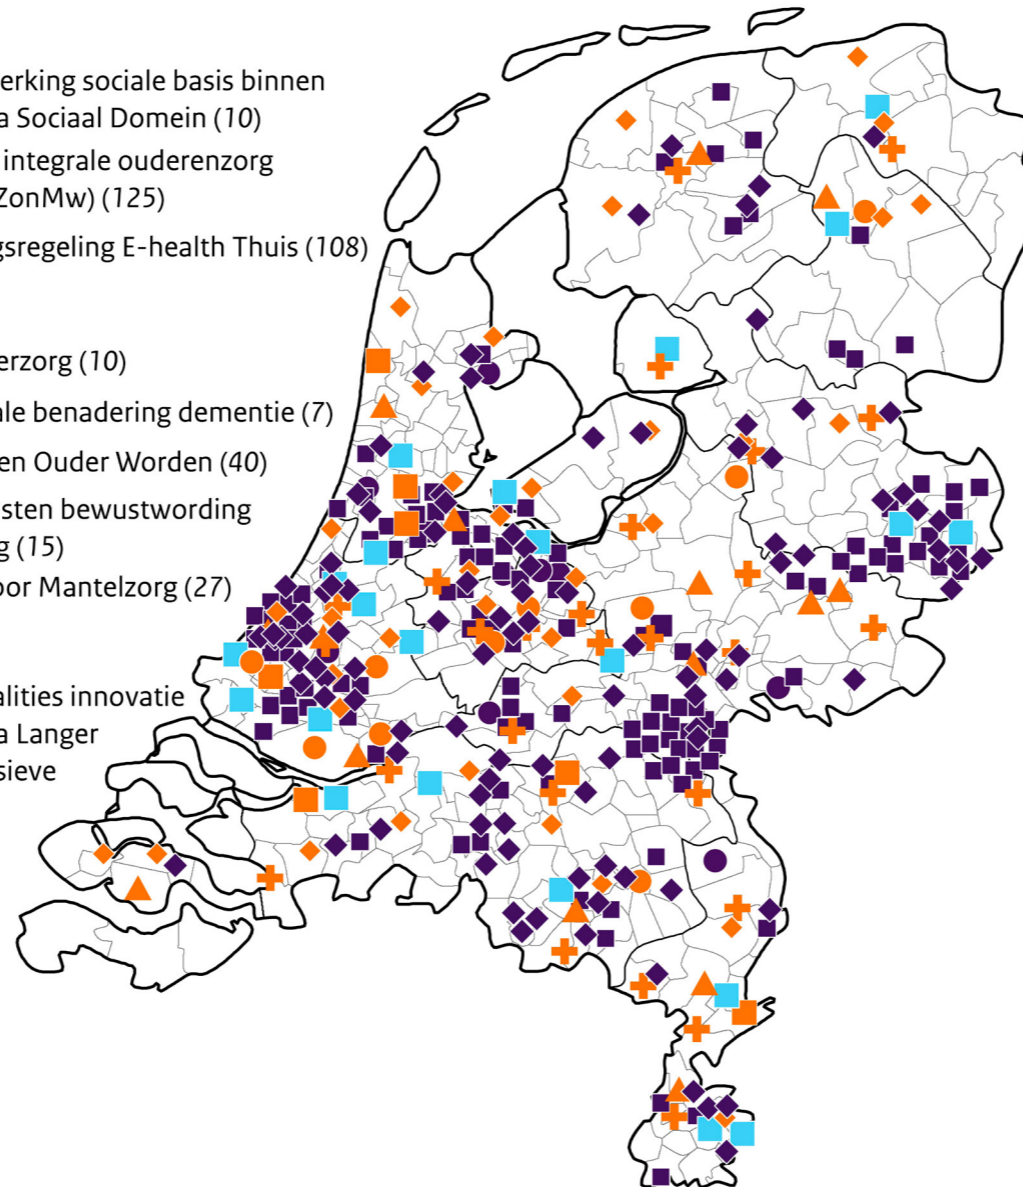 erking sociale basis binnen
a Sociaal Domein (10)
integrale ouderenzorg
ZonMw) (125)
gsregeling E-health Thuis (108)
erzorg (10)
ale benadering dementie (7)
en Ouder Worden (40)
sten bewustwording
g (15)
oor Mantelzorg (27)
alities innovatie
a Langer
sieve